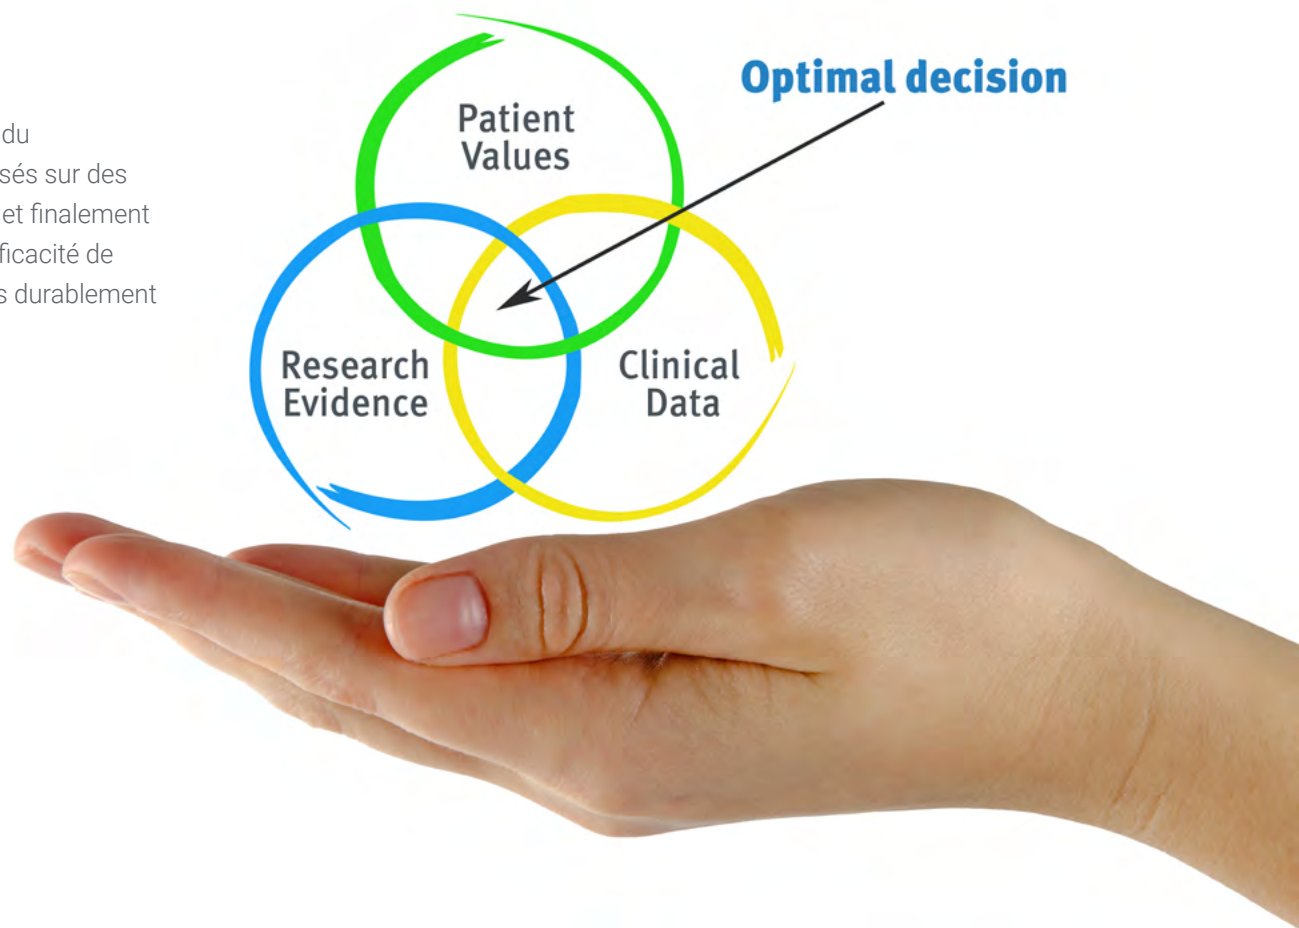 du
sés sur des
et finalement
ficacité de
s durablement
Optimal decision
Patient
Values
Research
Evidence
Clinical
Data